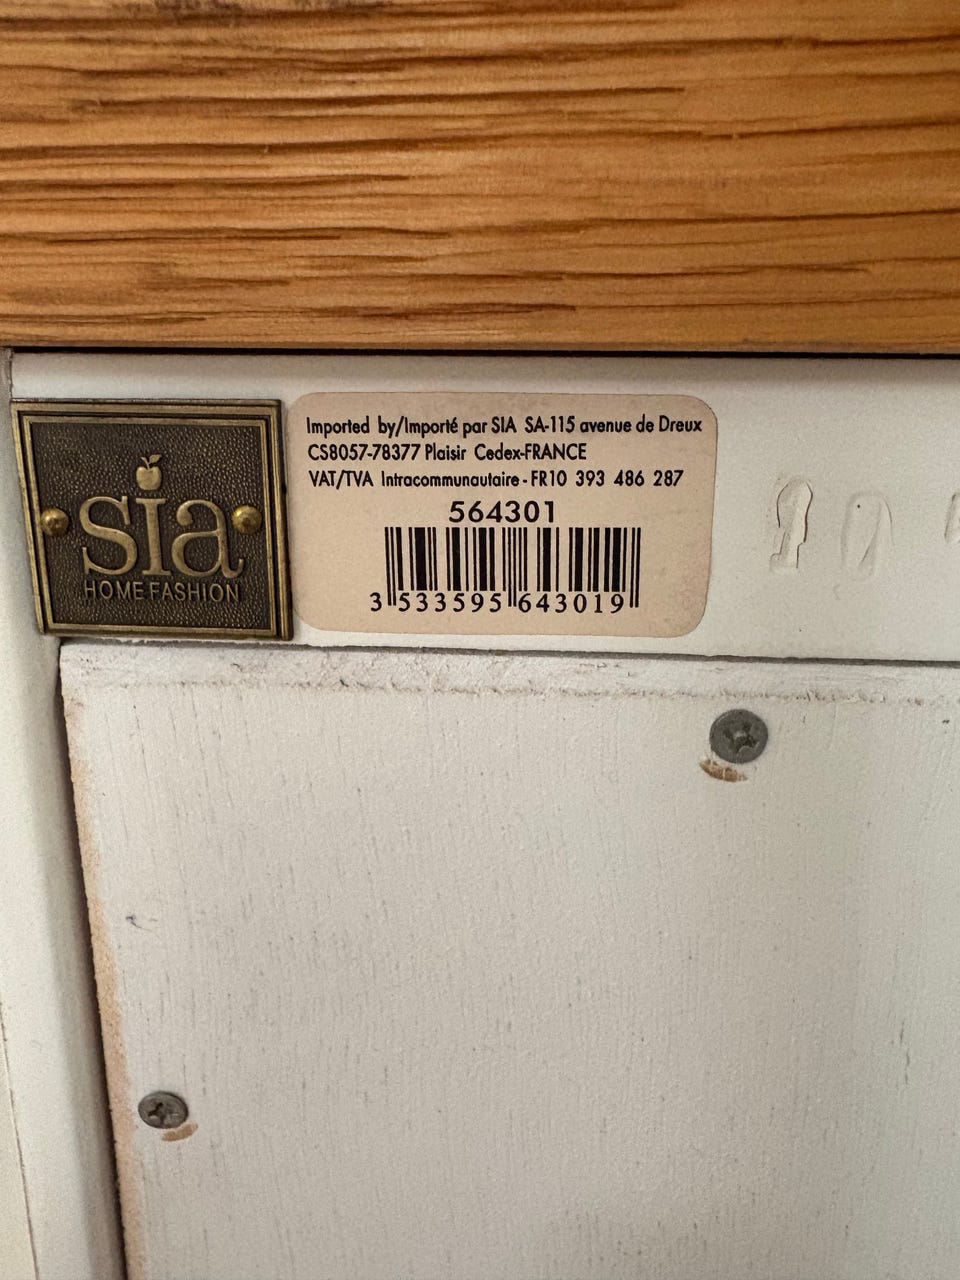 sia
HOME FASHION
Imported by/Importé par SIA SA-115 avenue de Dreux
CS8057-78377 Plaisir Cedex-FRANCE
VAT/TVA Intracommunautaire - FR10 393 486 287
564301
3 533595 643019